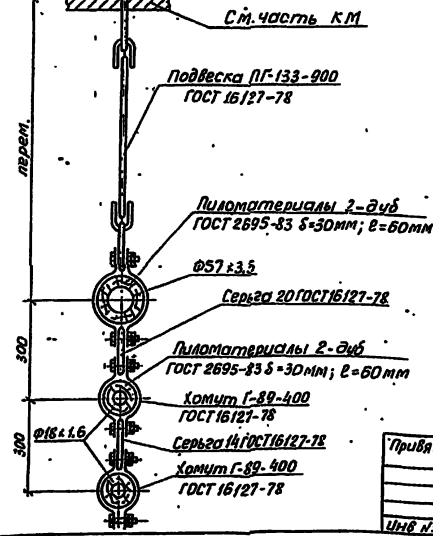 См. часть КМ
Подвеска ПГ-133-900
ГОСТ 16127-78
перем.
Пиломатериалы 2-дуб
ГОСТ 2695-83 δ=30мм; ℓ=60мм
Ф57×3,5
Серьга 20 ГОСТ 16127-78
300
Пиломатериалы 2-дуб
ГОСТ 2695-83 δ=30мм; ℓ=60мм
Хомут Г-89-400
ГОСТ 16127-78
Ф18×1.6
Серьга 14 ГОСТ 16127-78
300
Хомут Г-89-400
ГОСТ 16127-78
Привя
Инв N.